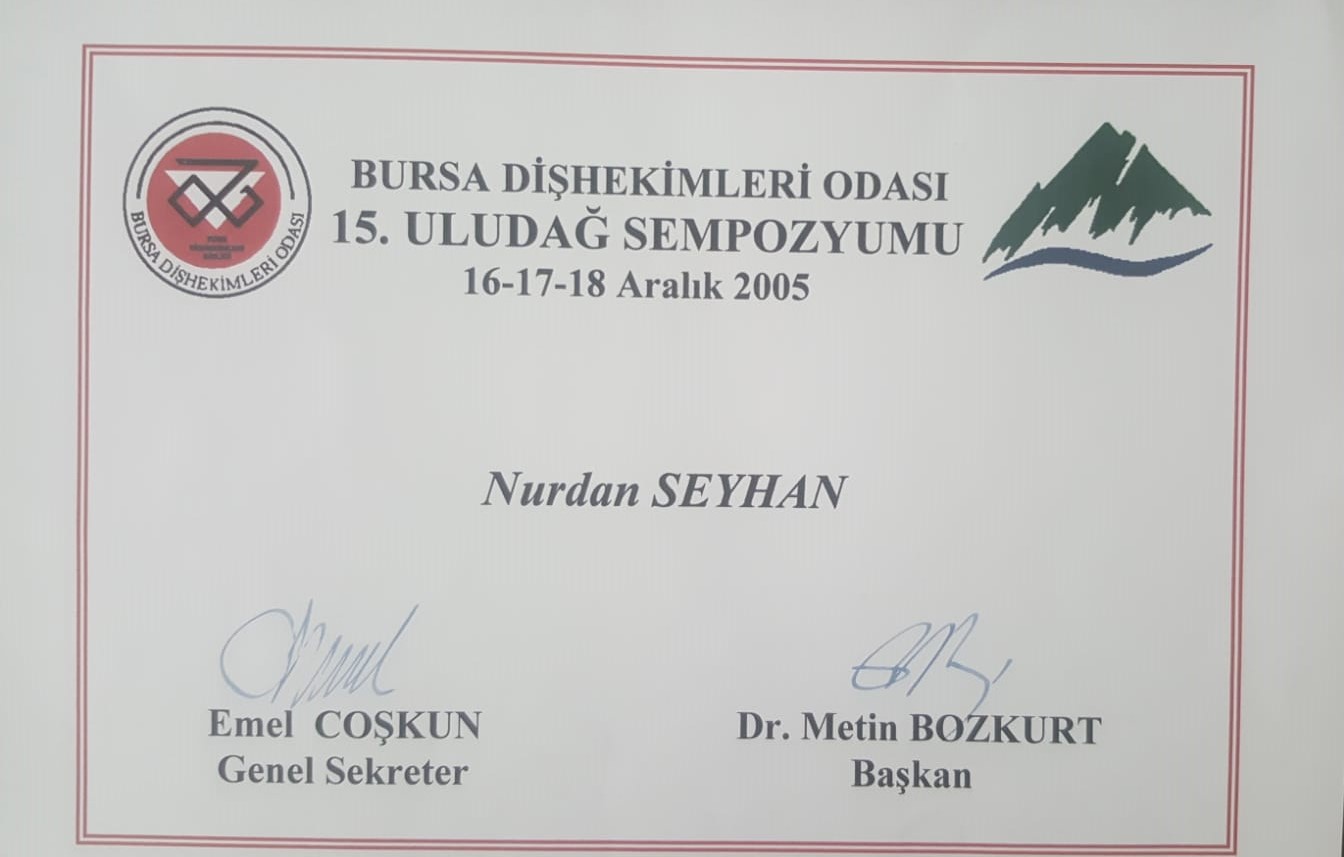 BURSA DİŞHEKİMLERİ ODASI
15. ULUDAĞ SEMPOZYUMU
16-17-18 Aralık 2005
BURSA DİŞHEKİMLERİ ODASI
Nurdan SEYHAN
Emel COŞKUN
Genel Sekreter
Dr. Metin BOZKURT
Başkan